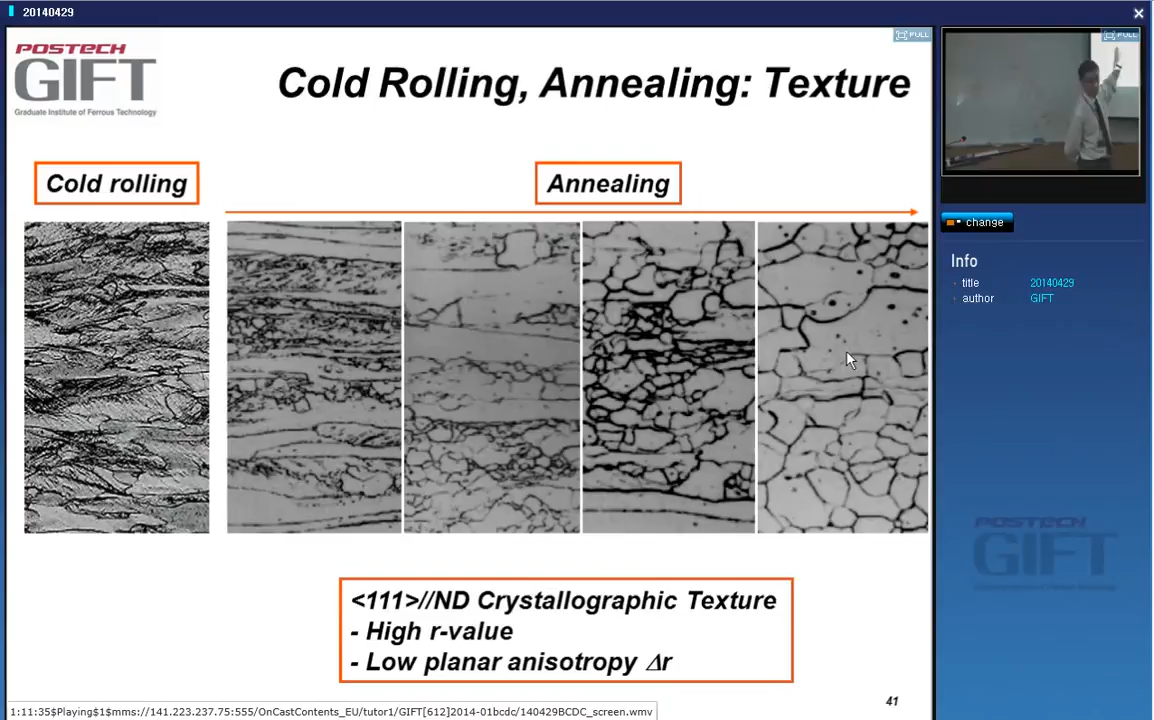 20140429
FULL
FULL
POSTECH
GIFT
Graduate Institute of Ferrous Technology
Cold Rolling, Annealing: Texture
Cold rolling
Annealing
<111>//ND Crystallographic Texture
- High r-value
- Low planar anisotropy Δr
41
1:11:35$Playing$1$mms://141.223.237.75:555/OnCastContents_EU/tutor1/GIFT[612]2014-01bcdc/140429BCDC_screen.wmv
change
Info
title 20140429
author GIFT
POSTECH
GIFT